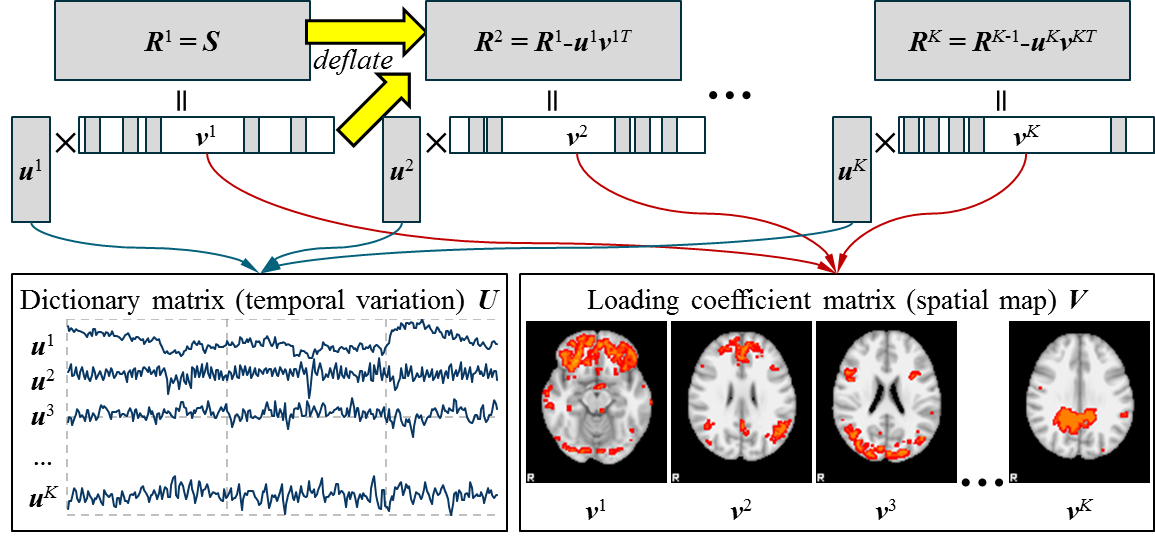 R¹ = S
deflate
R² = R¹-u¹v¹ᵀ
...
Rᴷ = Rᴷ⁻¹-uᴷvᴷᵀ
=
=
=
u¹ × v¹
u² × v²
uᴷ × vᴷ
Dictionary matrix (temporal variation) U
u¹
u²
u³
...
uᴷ
Loading coefficient matrix (spatial map) V
R
R
R
...
R
v¹
v²
v³
vᴷ